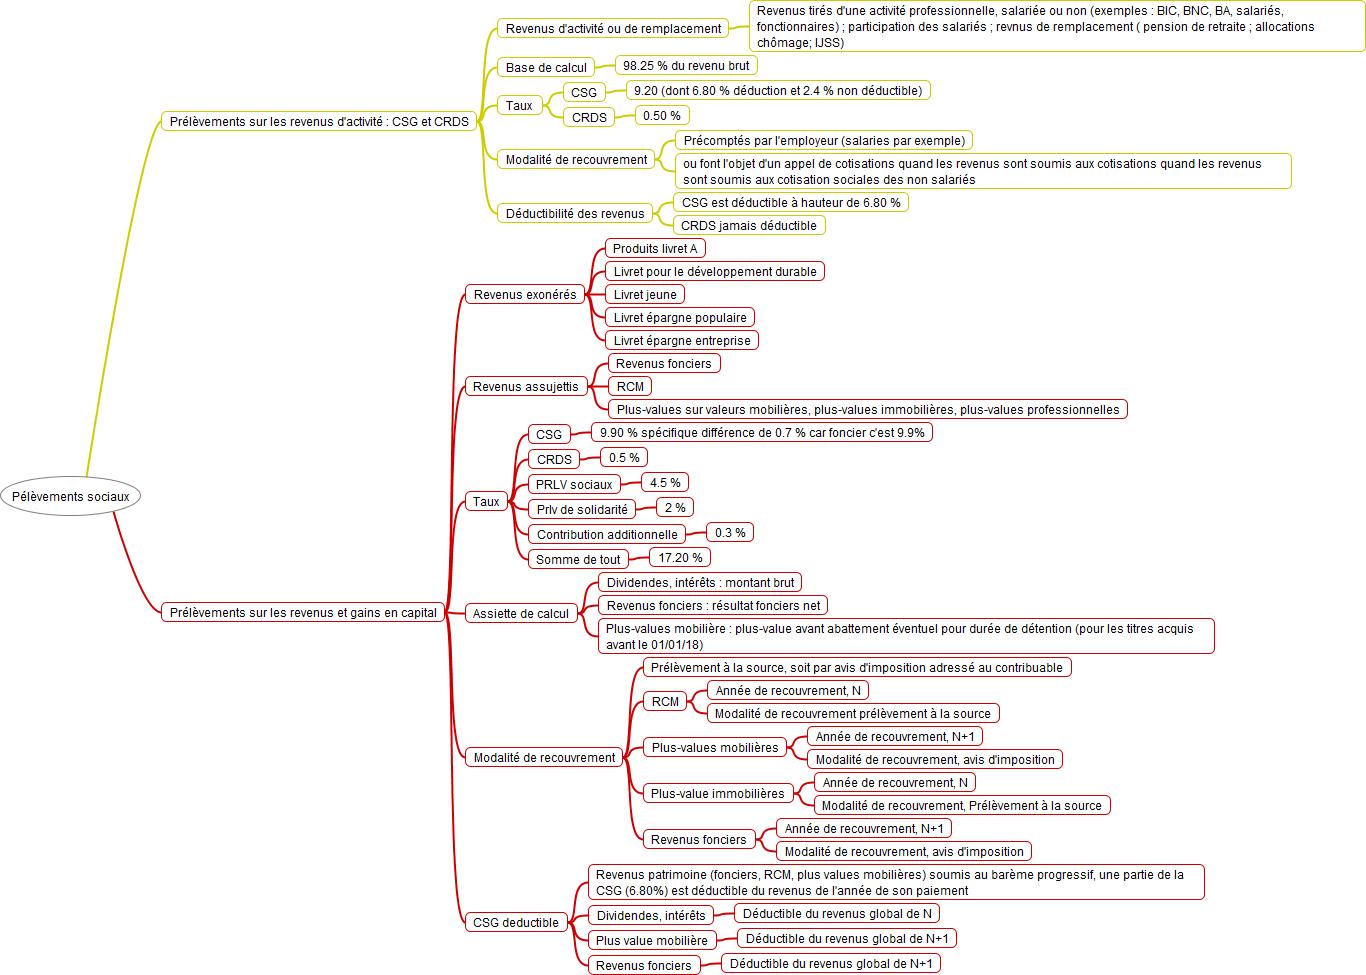 Pélèvements sociaux
Prélèvements sur les revenus d'activité : CSG et CRDS
Revenus d'activité ou de remplacement
Revenus tirés d'une activité professionnelle, salariée ou non (exemples : BIC, BNC, BA, salariés,
fonctionnaires) ; participation des salariés ; revnus de remplacement ( pension de retraite ; allocations
chômage; IJSS)
Base de calcul
98.25 % du revenu brut
Taux
CSG
9.20 (dont 6.80 % déduction et 2.4 % non déductible)
CRDS
0.50 %
Modalité de recouvrement
Précomptés par l'employeur (salaries par exemple)
ou font l'objet d'un appel de cotisations quand les revenus sont soumis aux cotisations quand les revenus
sont soumis aux cotisation sociales des non salariés
Déductibilité des revenus
CSG est déductible à hauteur de 6.80 %
CRDS jamais déductible
Prélèvements sur les revenus et gains en capital
Revenus exonérés
Produits livret A
Livret pour le développement durable
Livret jeune
Livret épargne populaire
Livret épargne entreprise
Revenus assujettis
Revenus fonciers
RCM
Plus-values sur valeurs mobilières, plus-values immobilières, plus-values professionnelles
Taux
CSG
9.90 % spécifique différence de 0.7 % car foncier c'est 9.9%
CRDS
0.5 %
PRLV sociaux
4.5 %
Prlv de solidarité
2 %
Contribution additionnelle
0.3 %
Somme de tout
17.20 %
Assiette de calcul
Dividendes, intérêts : montant brut
Revenus fonciers : résultat fonciers net
Plus-values mobilière : plus-value avant abattement éventuel pour durée de détention (pour les titres acquis
avant le 01/01/18)
Modalité de recouvrement
Prélèvement à la source, soit par avis d'imposition adressé au contribuable
RCM
Année de recouvrement, N
Modalité de recouvrement prélèvement à la source
Plus-values mobilières
Année de recouvrement, N+1
Modalité de recouvrement, avis d'imposition
Plus-value immobilières
Année de recouvrement, N
Modalité de recouvrement, Prélèvement à la source
Revenus fonciers
Année de recouvrement, N+1
Modalité de recouvrement, avis d'imposition
CSG deductible
Revenus patrimoine (fonciers, RCM, plus values mobilières) soumis au barème progressif, une partie de la
CSG (6.80%) est déductible du revenus de l'année de son paiement
Dividendes, intérêts
Déductible du revenus global de N
Plus value mobilière
Déductible du revenus global de N+1
Revenus fonciers
Déductible du revenus global de N+1